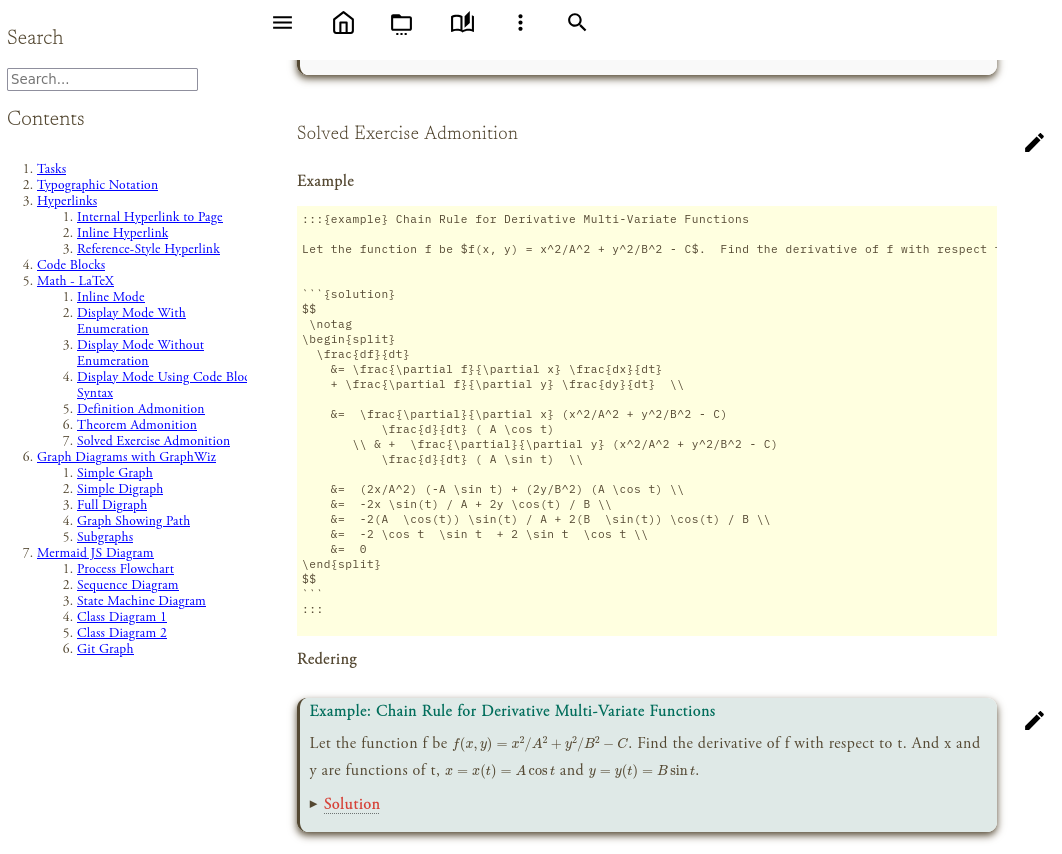 Search
Search...
Contents
1. Tasks
2. Typographic Notation
3. Hyperlinks
1. Internal Hyperlink to Page
2. Inline Hyperlink
3. Reference-Style Hyperlink
4. Code Blocks
5. Math - LaTeX
1. Inline Mode
2. Display Mode With
Enumeration
3. Display Mode Without
Enumeration
4. Display Mode Using Code Bloc
Syntax
5. Definition Admonition
6. Theorem Admonition
7. Solved Exercise Admonition
6. Graph Diagrams with GraphWiz
1. Simple Graph
2. Simple Digraph
3. Full Digraph
4. Graph Showing Path
5. Subgraphs
7. Mermaid JS Diagram
1. Process Flowchart
2. Sequence Diagram
3. State Machine Diagram
4. Class Diagram 1
5. Class Diagram 2
6. Git Graph
Solved Exercise Admonition
Example
:::{example} Chain Rule for Derivative Multi-Variate Functions
Let the function f be $f(x, y) = x^2/A^2 + y^2/B^2 - C$.  Find the derivative of f with respect
```{solution}
$$
 \notag
\begin{split}
  \frac{df}{dt}
    &= \frac{\partial f}{\partial x} \frac{dx}{dt}
    + \frac{\partial f}{\partial y} \frac{dy}{dt}  \\
    &=  \frac{\partial}{\partial x} (x^2/A^2 + y^2/B^2 - C)
           \frac{d}{dt} ( A \cos t)
       \\ & +  \frac{\partial}{\partial y} (x^2/A^2 + y^2/B^2 - C)
           \frac{d}{dt} ( A \sin t)  \\
    &=  (2x/A^2) (-A \sin t) + (2y/B^2) (A \cos t) \\
    &=  -2x \sin(t) / A + 2y \cos(t) / B \\
    &=  -2(A  \cos(t)) \sin(t) / A + 2(B  \sin(t)) \cos(t) / B \\
    &=  -2 \cos t  \sin t  + 2 \sin t  \cos t \\
    &=  0
\end{split}
$$
```
:::
Redering
Example: Chain Rule for Derivative Multi-Variate Functions
Let the function f be f(x, y) = x²/A² + y²/B² − C. Find the derivative of f with respect to t. And x and
y are functions of t, x = x(t) = A cos t and y = y(t) = B sin t.
▸ Solution